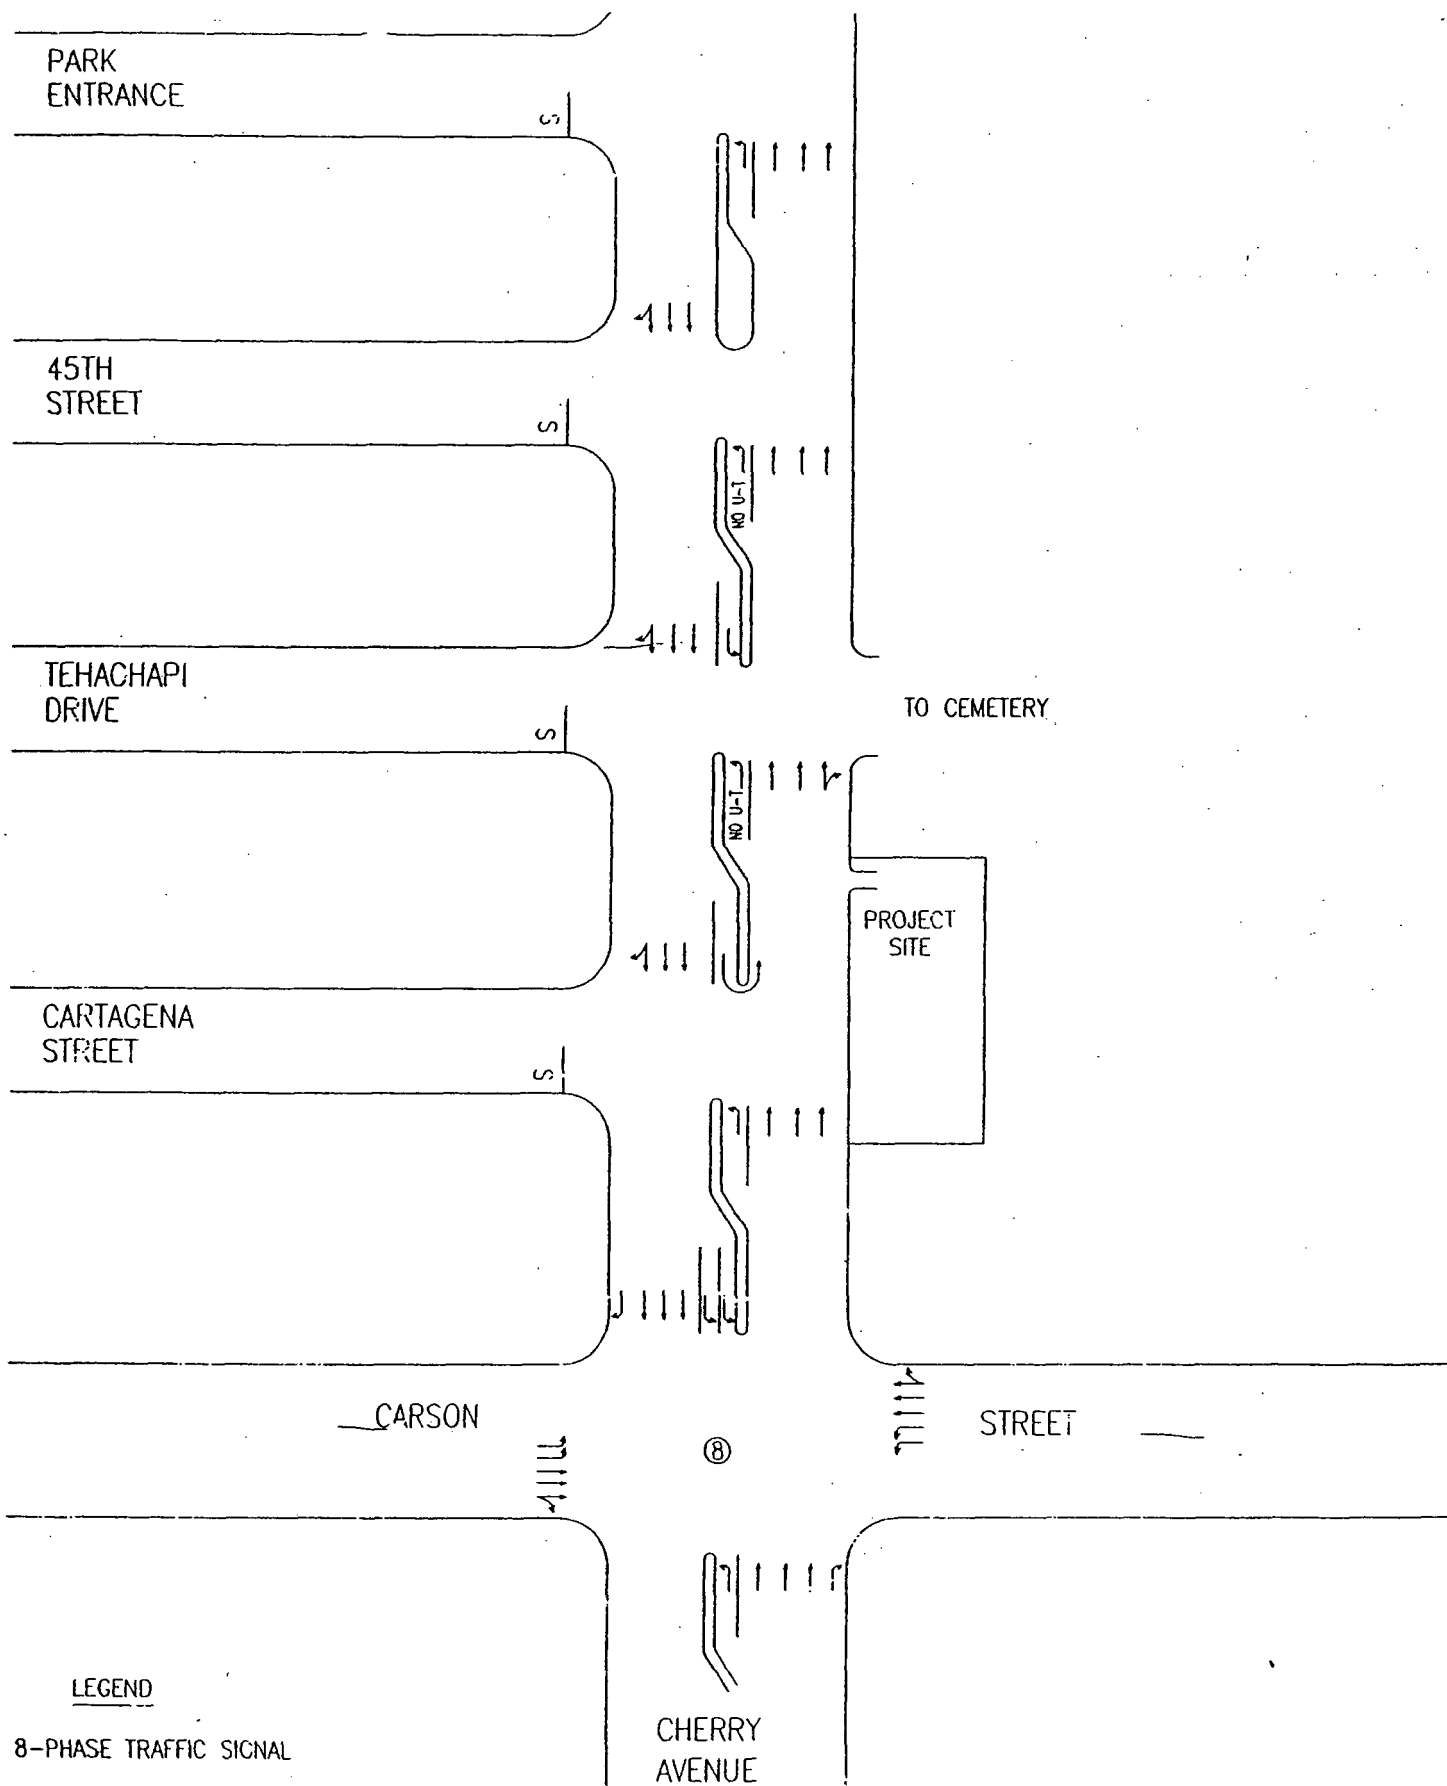 PARK
ENTRANCE
S
45TH
STREET
S
NO U-T
TEHACHAPI
DRIVE
TO CEMETERY
S
NO U-T
PROJECT
SITE
CARTAGENA
STREET
S
CARSON
STREET
8
LEGEND
8-PHASE TRAFFIC SIGNAL
CHERRY
AVENUE